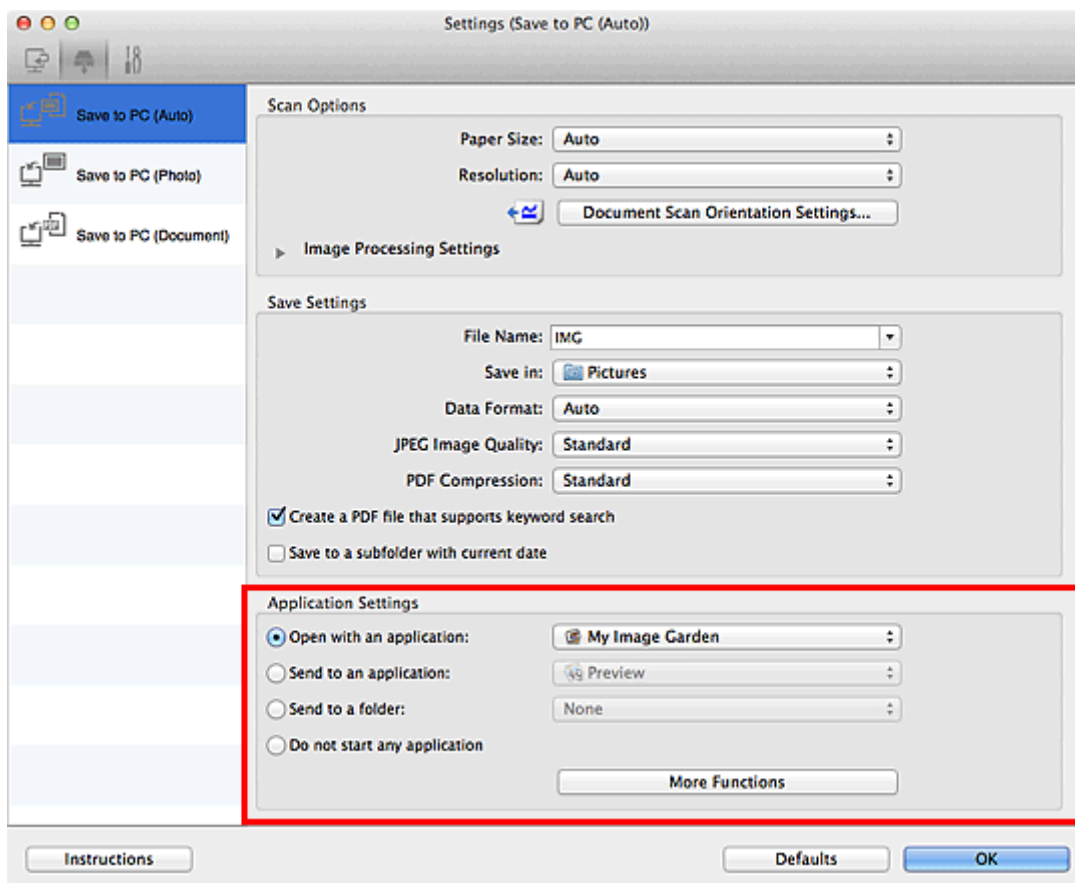 Settings (Save to PC (Auto))
Save to PC (Auto)
Save to PC (Photo)
Save to PC (Document)
Scan Options
Paper Size: Auto
Resolution: Auto
Document Scan Orientation Settings...
Image Processing Settings
Save Settings
File Name: IMG
Save in: Pictures
Data Format: Auto
JPEG Image Quality: Standard
PDF Compression: Standard
Create a PDF file that supports keyword search
Save to a subfolder with current date
Application Settings
Open with an application: My Image Garden
Send to an application: Preview
Send to a folder: None
Do not start any application
More Functions
Instructions Defaults OK